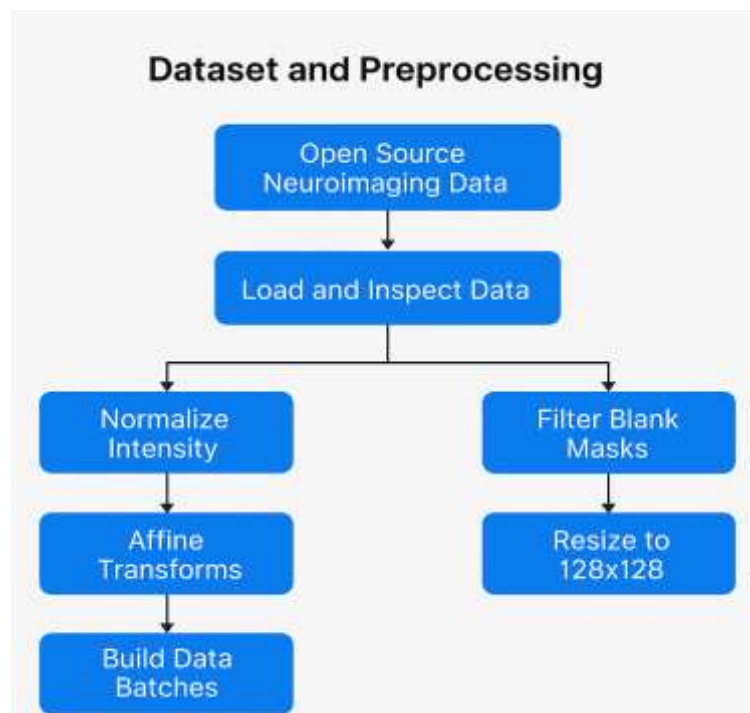 Dataset and Preprocessing
Open Source
Neuroimaging Data
Load and Inspect Data
Normalize
Intensity
Filter Blank
Masks
Affine
Transforms
Resize to
128x128
Build Data
Batches